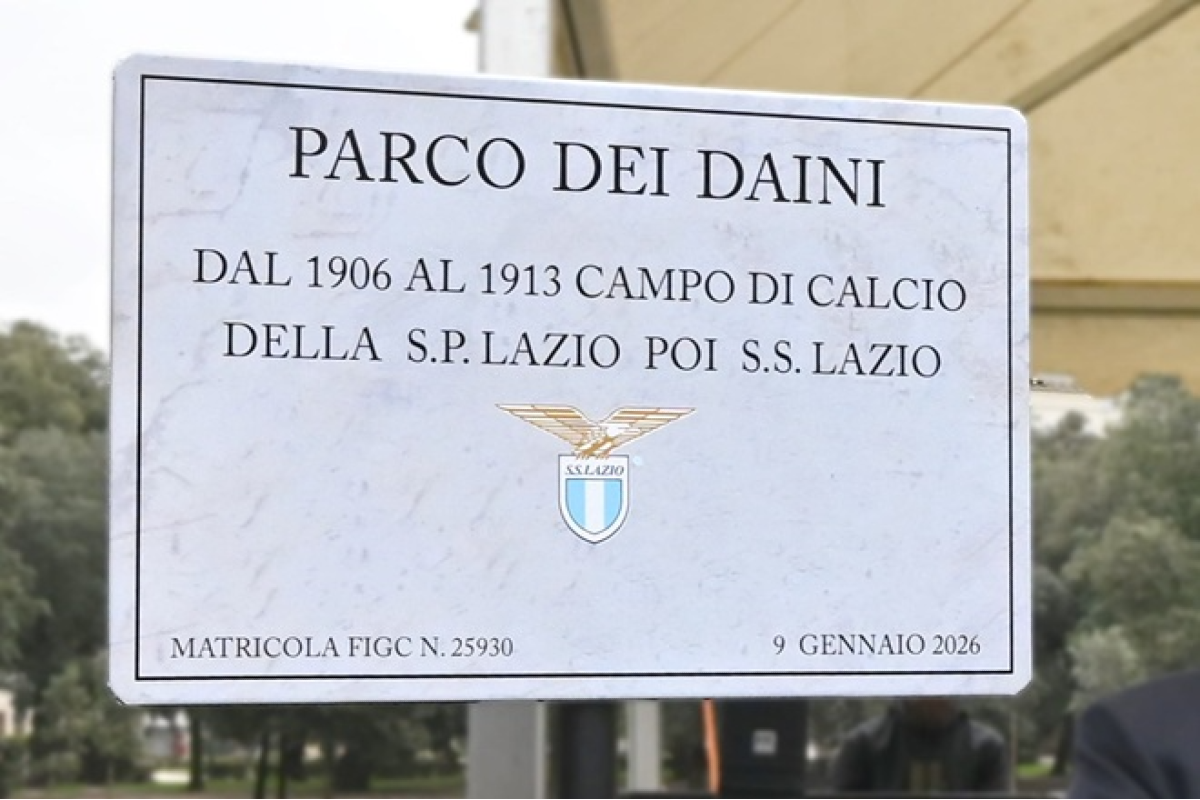 PARCO DEI DAINI
DAL 1906 AL 1913 CAMPO DI CALCIO
DELLA S.P. LAZIO POI S.S. LAZIO
S.S. LAZIO
MATRICOLA FIGC N. 25930
9 GENNAIO 2026